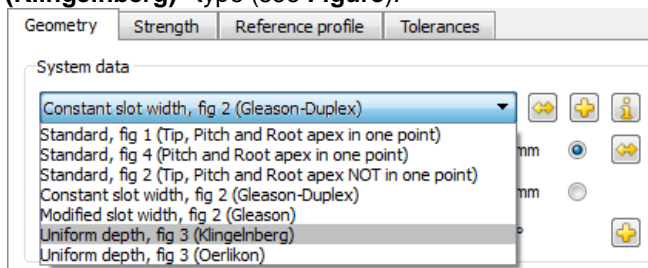 (Klingelnberg)" type (see Figure).
Geometry Strength Reference profile Tolerances
System data
Constant slot width, fig 2 (Gleason-Duplex)
Standard, fig 1 (Tip, Pitch and Root apex in one point)
Standard, fig 4 (Pitch and Root apex in one point)
mm
Standard, fig 2 (Tip, Pitch and Root apex NOT in one point)
Constant slot width, fig 2 (Gleason-Duplex)
mm
Modified slot width, fig 2 (Gleason)
Uniform depth, fig 3 (Klingelnberg)
°
Uniform depth, fig 3 (Oerlikon)